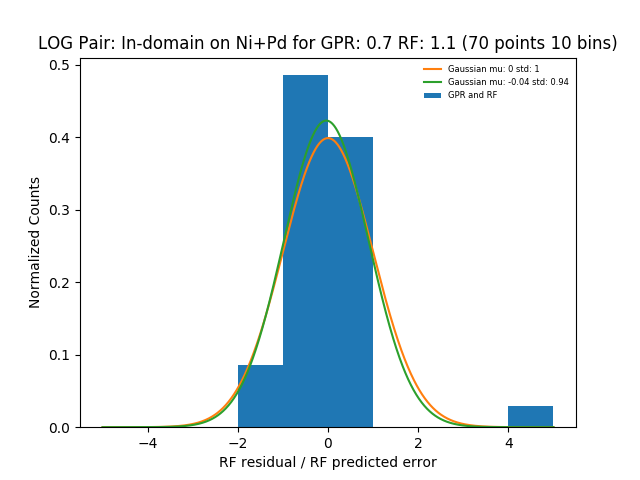 LOG Pair: In-domain on Ni+Pd for GPR: 0.7 RF: 1.1 (70 points 10 bins)
Gaussian mu: 0 std: 1
Gaussian mu: -0.04 std: 0.94
GPR and RF
Normalized Counts
0.5
0.4
0.3
0.2
0.1
0.0
−4 −2 0 2 4
RF residual / RF predicted error